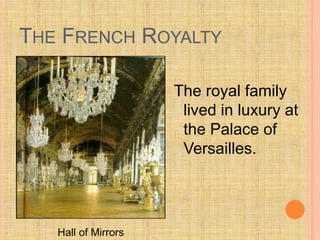 THE FRENCH ROYALTY
The royal family
lived in luxury at
the Palace of
Versailles.
Hall of Mirrors